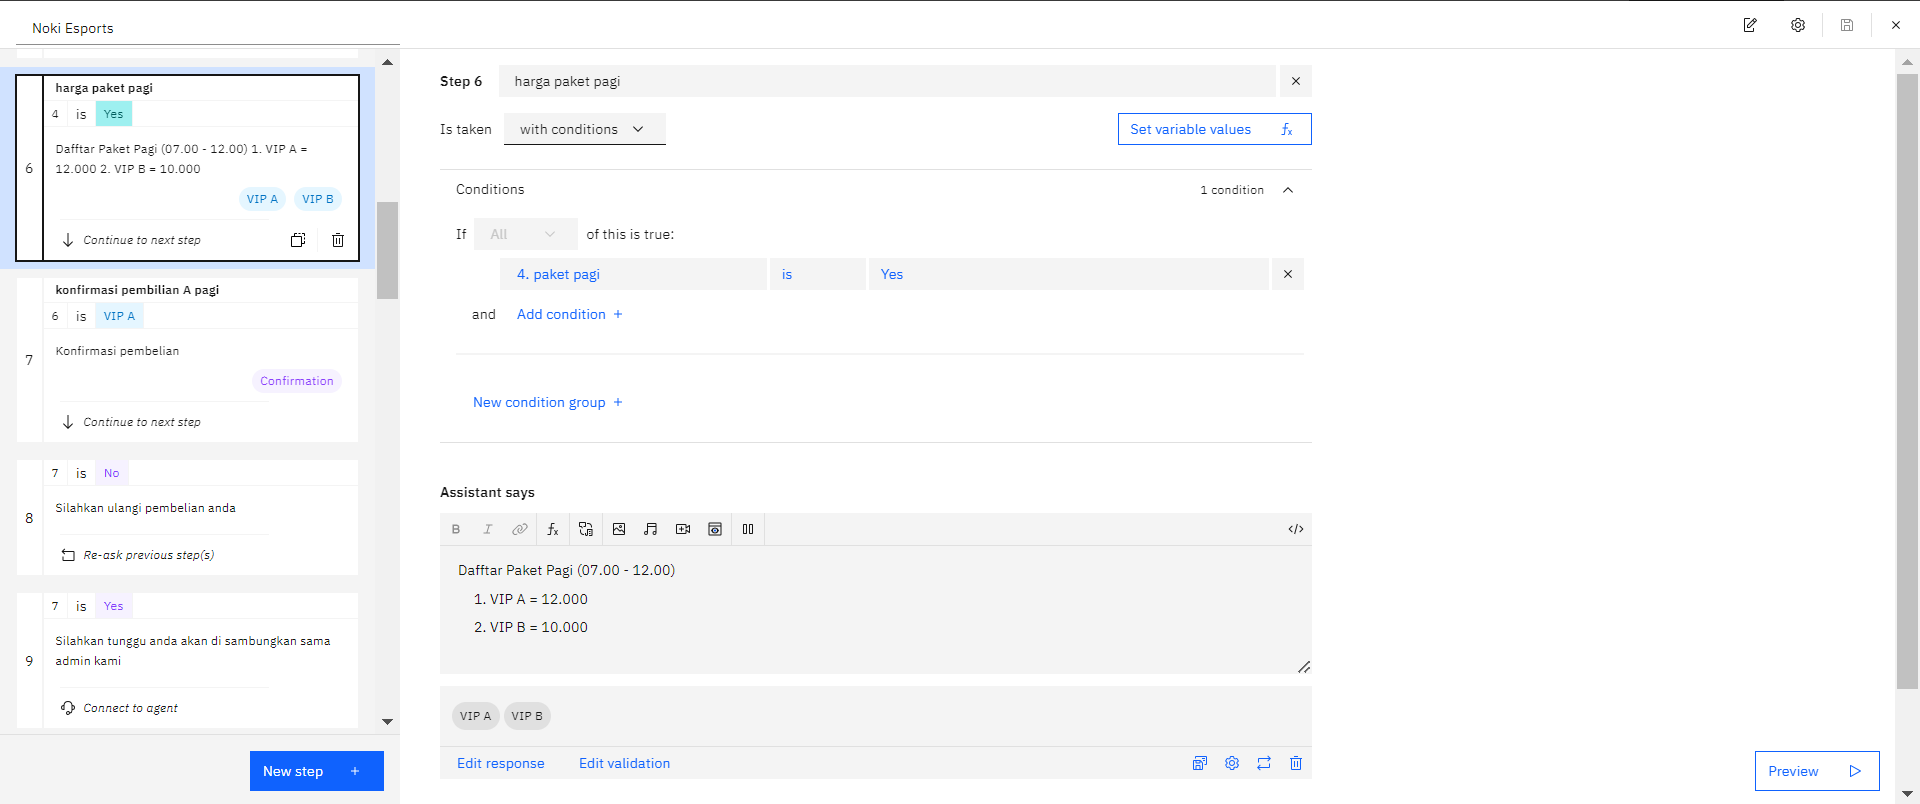 Noki Esports
harga paket pagi
4 is Yes
6
Dafftar Paket Pagi (07.00 - 12.00) 1. VIP A =
12.000 2. VIP B = 10.000
VIP A VIP B
Continue to next step
konfirmasi pembilian A pagi
6 is VIP A
7
Konfirmasi pembelian
Confirmation
Continue to next step
7 is No
8
Silahkan ulangi pembelian anda
Re-ask previous step(s)
7 is Yes
9
Silahkan tunggu anda akan di sambungkan sama
admin kami
Connect to agent
New step +
Step 6 harga paket pagi
Is taken with conditions
Set variable values fx
Conditions 1 condition
If All of this is true:
4. paket pagi is Yes
and Add condition +
New condition group +
Assistant says
B I fx </>
Dafftar Paket Pagi (07.00 - 12.00)
1. VIP A = 12.000
2. VIP B = 10.000
VIP A VIP B
Edit response Edit validation
Preview